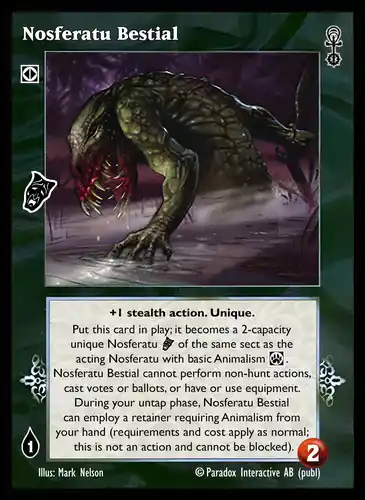 Nosferatu Bestial
+1 stealth action. Unique.
Put this card in play; it becomes a 2-capacity
unique Nosferatu of the same sect as the
acting Nosferatu with basic Animalism .
Nosferatu Bestial cannot perform non-hunt actions,
cast votes or ballots, or have or use equipment.
During your untap phase, Nosferatu Bestial
can employ a retainer requiring Animalism from
your hand (requirements and cost apply as normal;
this is not an action and cannot be blocked).
1
2
Illus: Mark Nelson
© Paradox Interactive AB (publ)